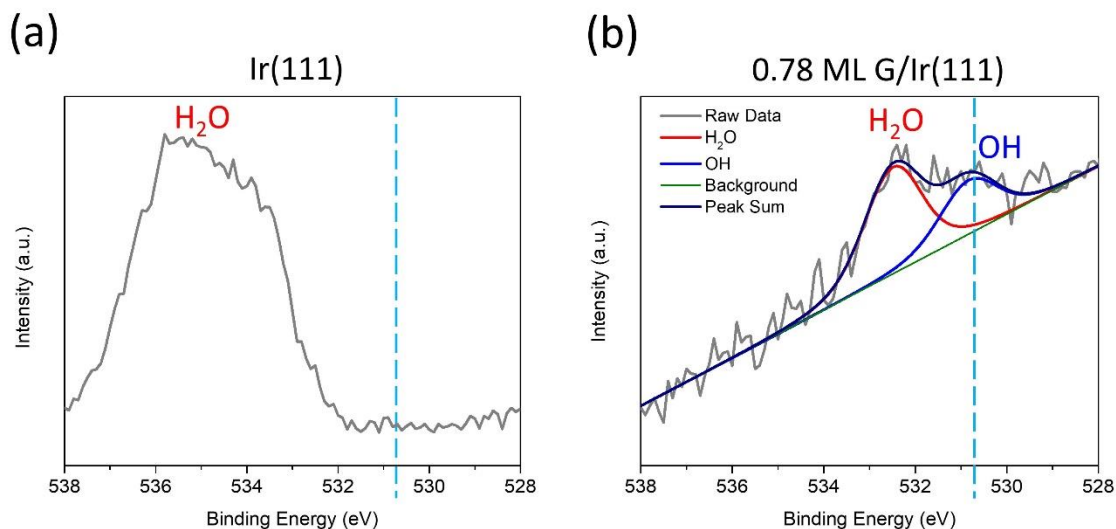 (a)
Ir(111)
H₂O
Intensity (a.u.)
538 536 534 532 530 528
Binding Energy (eV)
(b)
0.78 ML G/Ir(111)
Raw Data
H₂O
OH
Background
Peak Sum
H₂O
OH
Intensity (a.u.)
538 536 534 532 530 528
Binding Energy (eV)